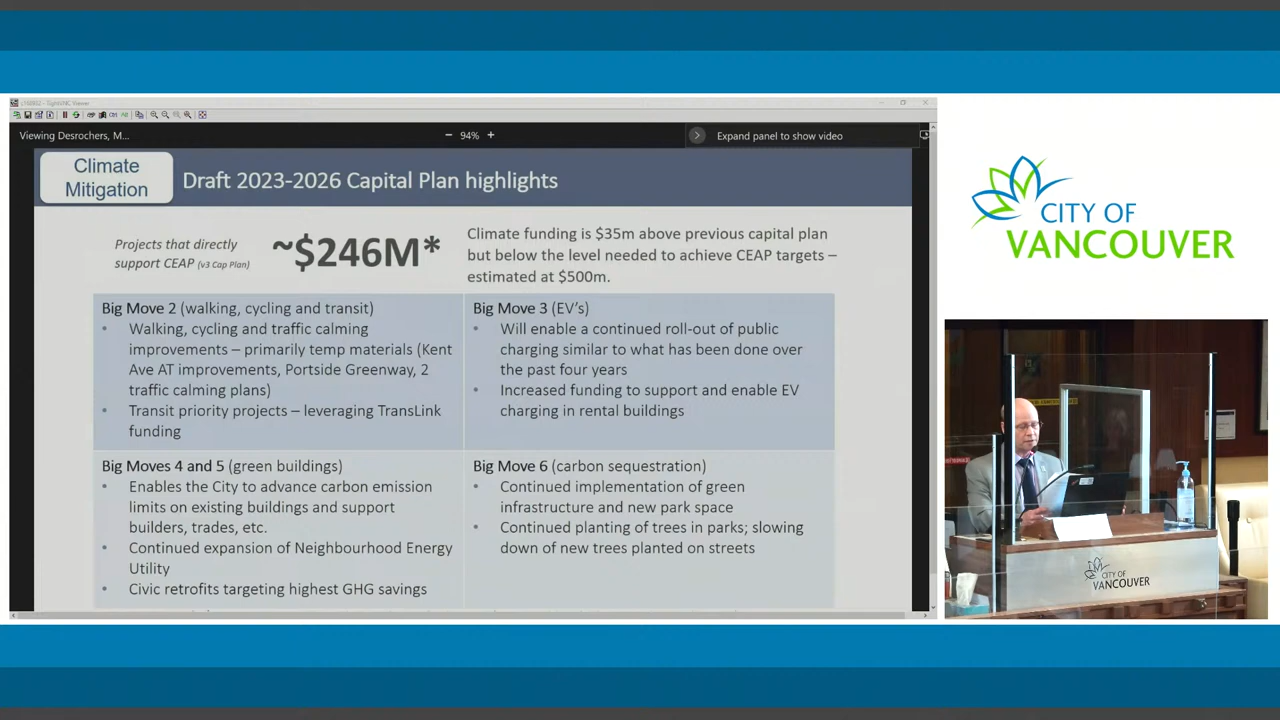 Viewing Desrochers, M...
94%
Expand panel to show video
Climate
Mitigation
Draft 2023-2026 Capital Plan highlights
Projects that directly
support CEAP (v3 Cap Plan)
~$246M*
Climate funding is $35m above previous capital plan
but below the level needed to achieve CEAP targets –
estimated at $500m.
Big Move 2 (walking, cycling and transit)
• Walking, cycling and traffic calming
improvements – primarily temp materials (Kent
Ave AT improvements, Portside Greenway, 2
traffic calming plans)
• Transit priority projects – leveraging TransLink
funding
Big Move 3 (EV's)
• Will enable a continued roll-out of public
charging similar to what has been done over
the past four years
• Increased funding to support and enable EV
charging in rental buildings
Big Moves 4 and 5 (green buildings)
• Enables the City to advance carbon emission
limits on existing buildings and support
builders, trades, etc.
• Continued expansion of Neighbourhood Energy
Utility
• Civic retrofits targeting highest GHG savings
Big Move 6 (carbon sequestration)
• Continued implementation of green
infrastructure and new park space
• Continued planting of trees in parks; slowing
down of new trees planted on streets
CITY OF
VANCOUVER
CITY OF
VANCOUVER